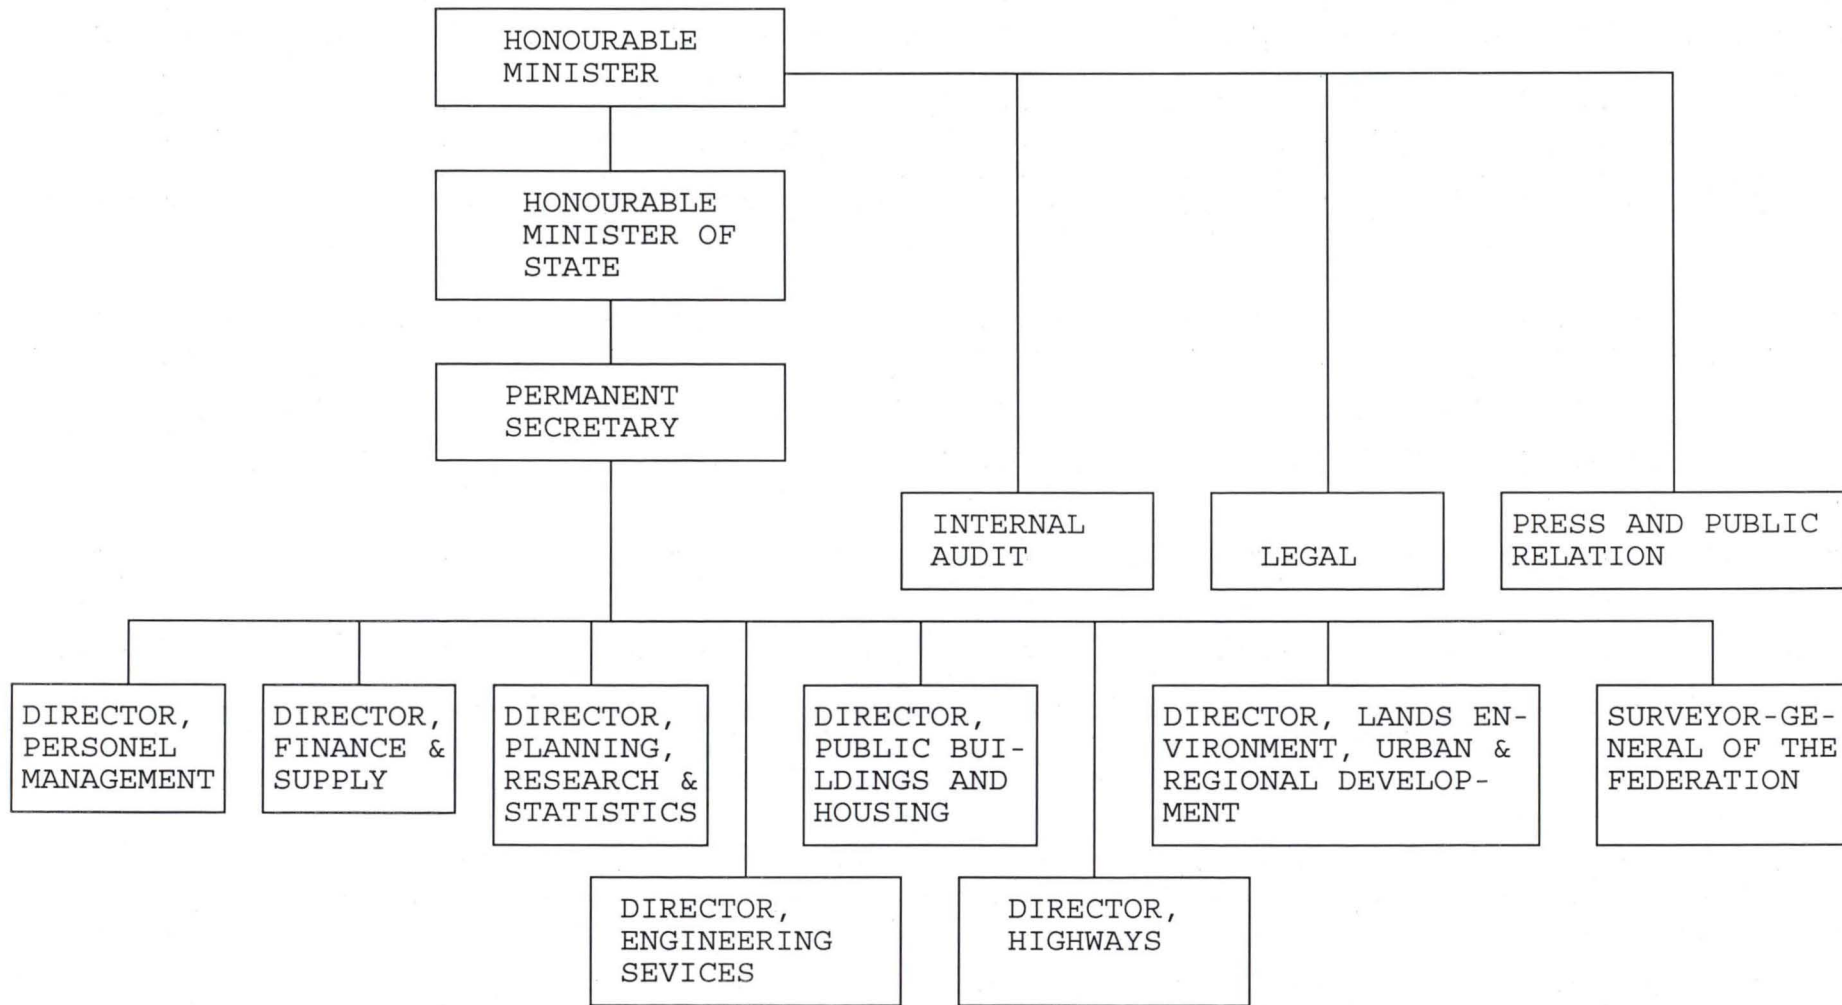 HONOURABLE
MINISTER
HONOURABLE
MINISTER OF
STATE
PERMANENT
SECRETARY
INTERNAL
AUDIT
LEGAL
PRESS AND PUBLIC
RELATION
DIRECTOR,
PERSONEL
MANAGEMENT
DIRECTOR,
FINANCE &
SUPPLY
DIRECTOR,
PLANNING,
RESEARCH &
STATISTICS
DIRECTOR,
PUBLIC BUI-
LDINGS AND
HOUSING
DIRECTOR, LANDS EN-
VIRONMENT, URBAN &
REGIONAL DEVELOP-
MENT
SURVEYOR-GE-
NERAL OF THE
FEDERATION
DIRECTOR,
ENGINEERING
SEVICES
DIRECTOR,
HIGHWAYS